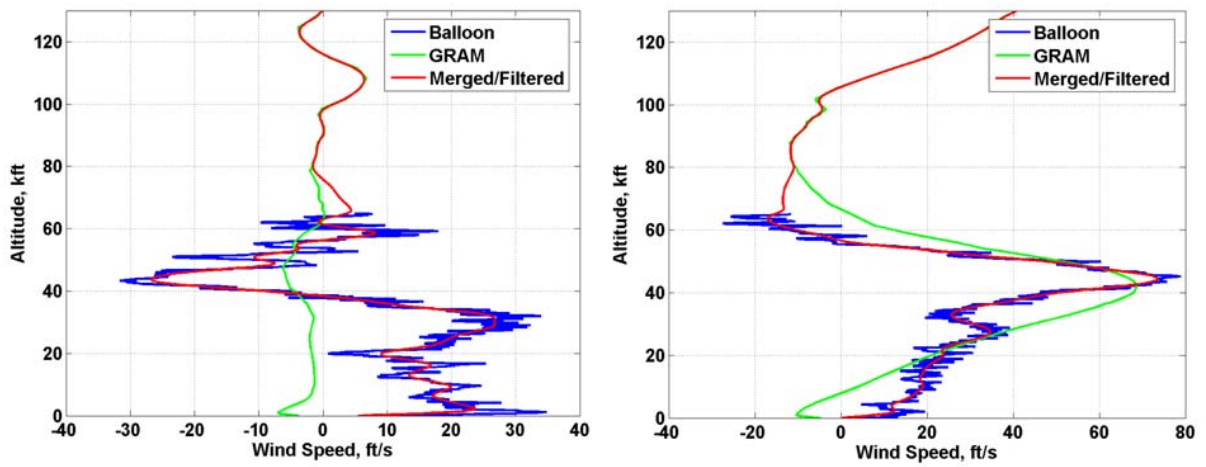 Balloon
GRAM
Merged/Filtered
Altitude, kft
120
100
80
60
40
20
0
-40 -30 -20 -10 0 10 20 30 40
Wind Speed, ft/s
Balloon
GRAM
Merged/Filtered
Altitude, kft
120
100
80
60
40
20
0
-40 -20 0 20 40 60 80
Wind Speed, ft/s